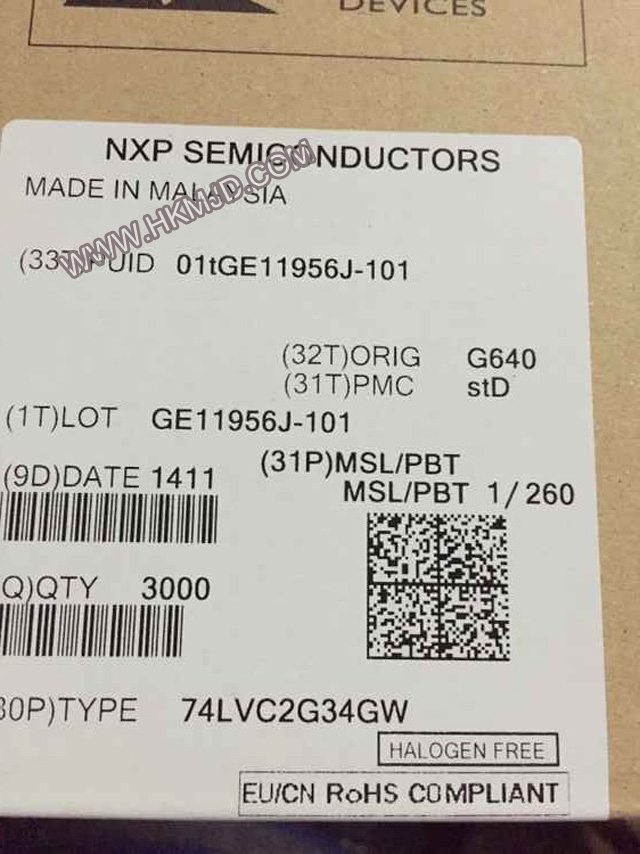 DEVICES
NXP SEMICONDUCTORS
MADE IN MALAYSIA
WWW.HKMJD.COM
(33T)PUID 01tGE11956J-101
(32T)ORIG G640
(31T)PMC stD
(1T)LOT GE11956J-101
(9D)DATE 1411
(31P)MSL/PBT
MSL/PBT 1/260
Q)QTY 3000
30P)TYPE 74LVC2G34GW
HALOGEN FREE
EU/CN RoHS COMPLIANT